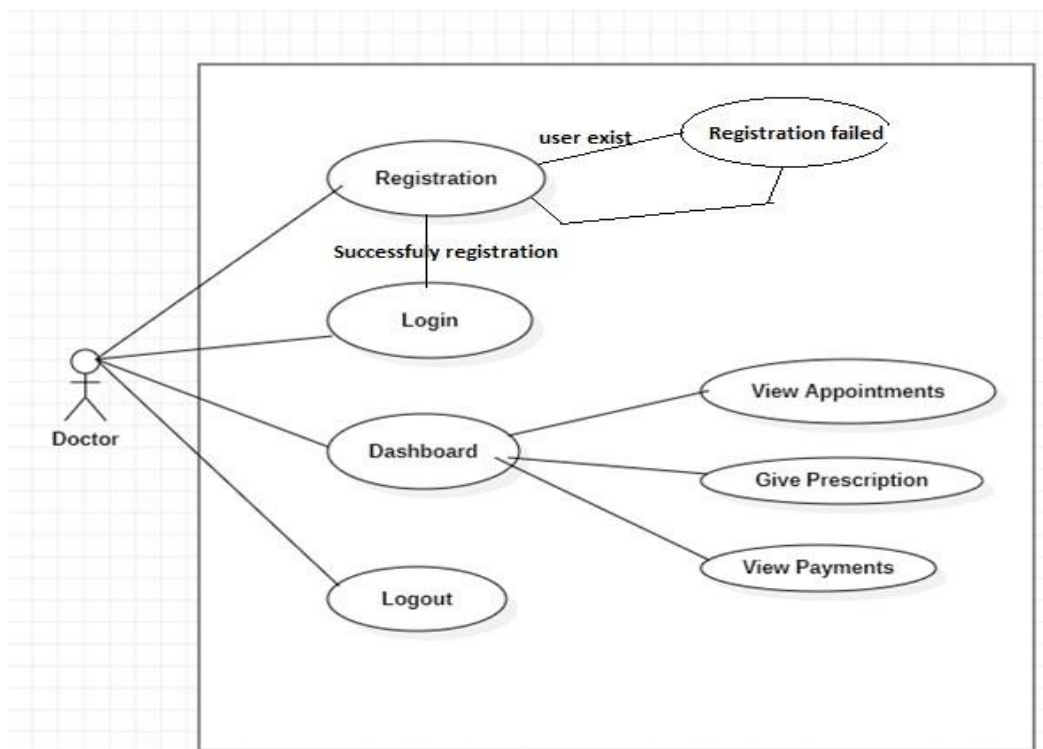 user exist
Registration failed
Registration
Successfuly registration
Login
View Appointments
Doctor
Dashboard
Give Prescription
View Payments
Logout